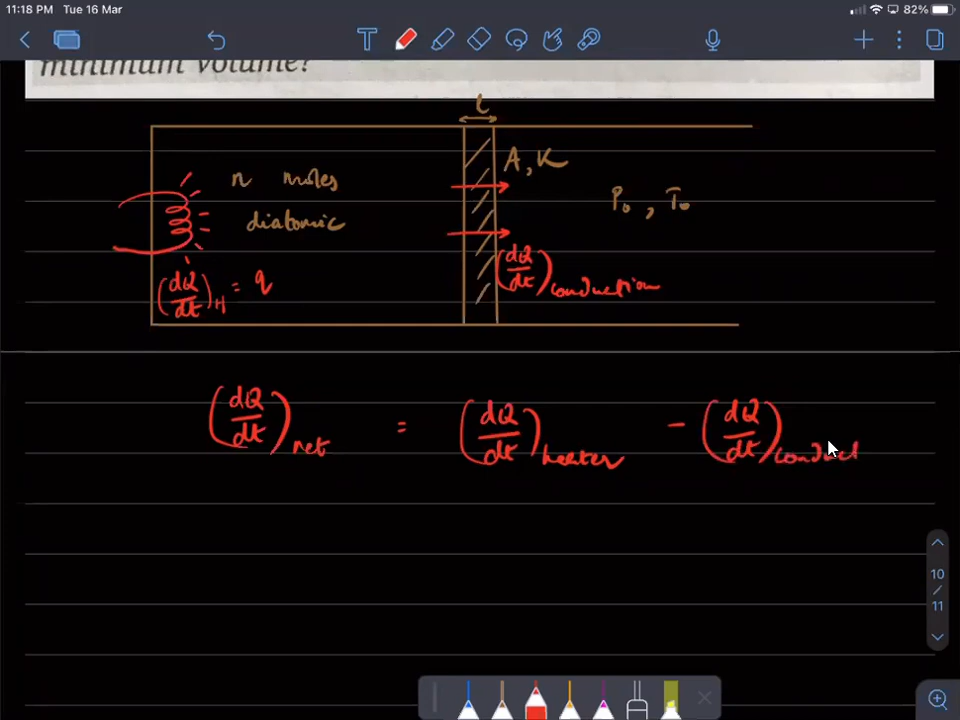 11:18 PM Tue 16 Mar
82%
minimum volume?
l
n moles
diatomic
A, K
P₀, T₀
(dQ/dt)H = q
(dQ/dt)conduction
(dQ/dt)net = (dQ/dt)heater - (dQ/dt)conduct
10
/
11